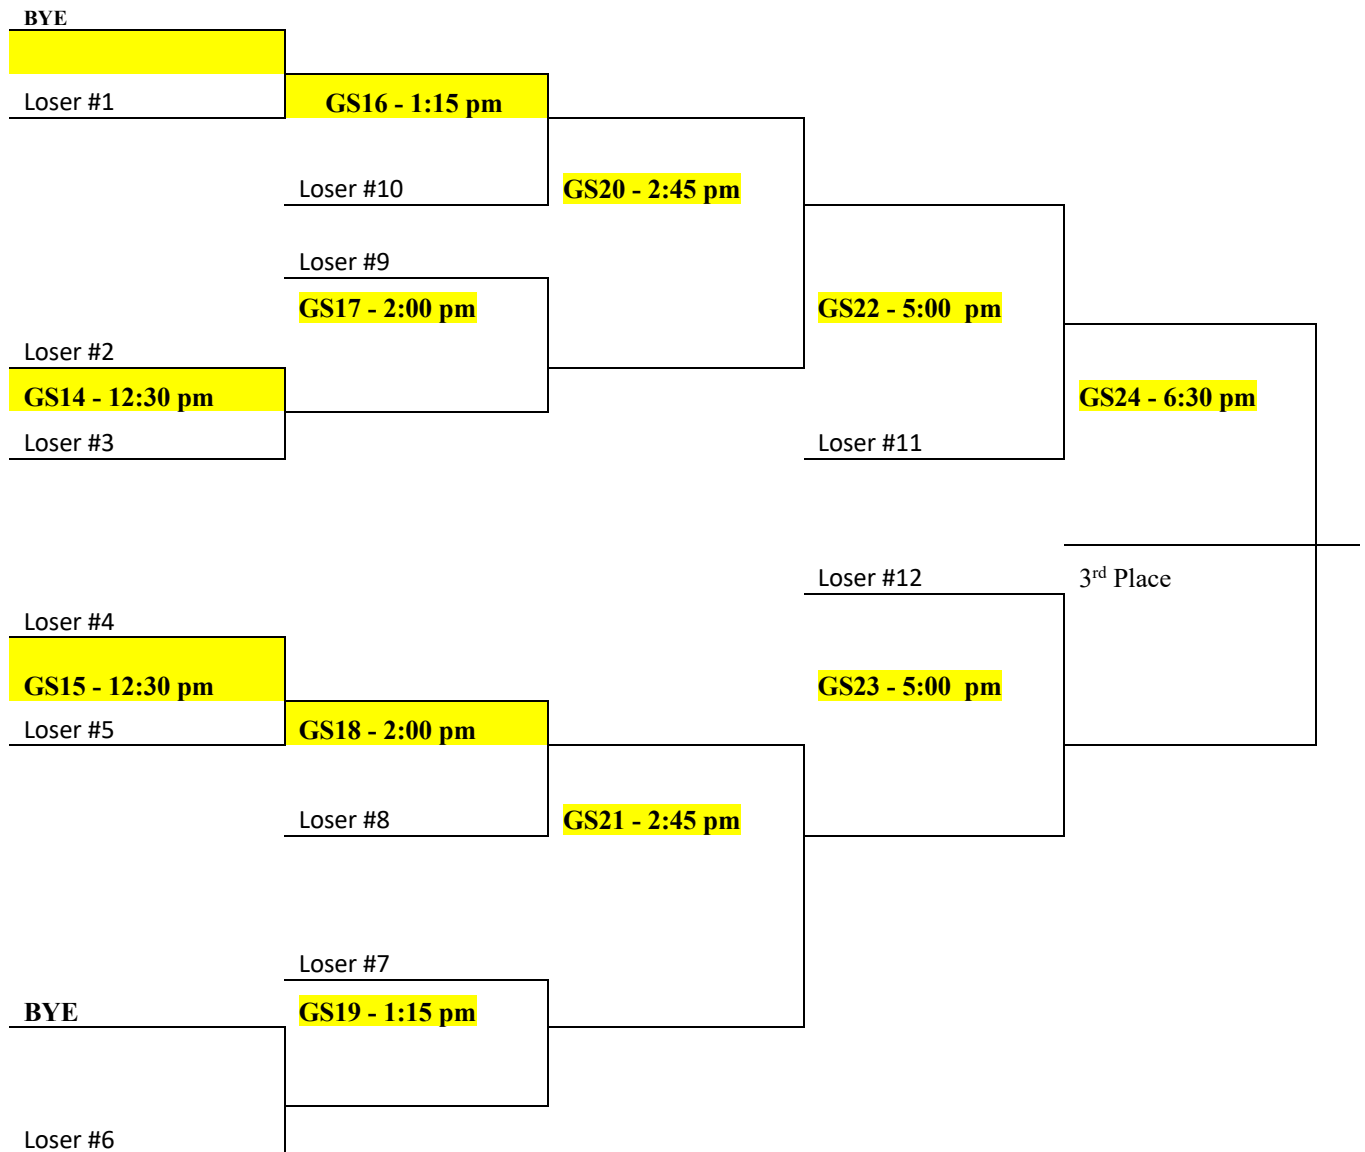 BYE
Loser #1
GS16 - 1:15 pm
Loser #10
GS20 - 2:45 pm
Loser #9
GS17 - 2:00 pm
GS22 - 5:00  pm
Loser #2
GS14 - 12:30 pm
GS24 - 6:30 pm
Loser #3
Loser #11
Loser #12
3rd Place
Loser #4
GS15 - 12:30 pm
GS23 - 5:00  pm
Loser #5
GS18 - 2:00 pm
Loser #8
GS21 - 2:45 pm
Loser #7
BYE
GS19 - 1:15 pm
Loser #6